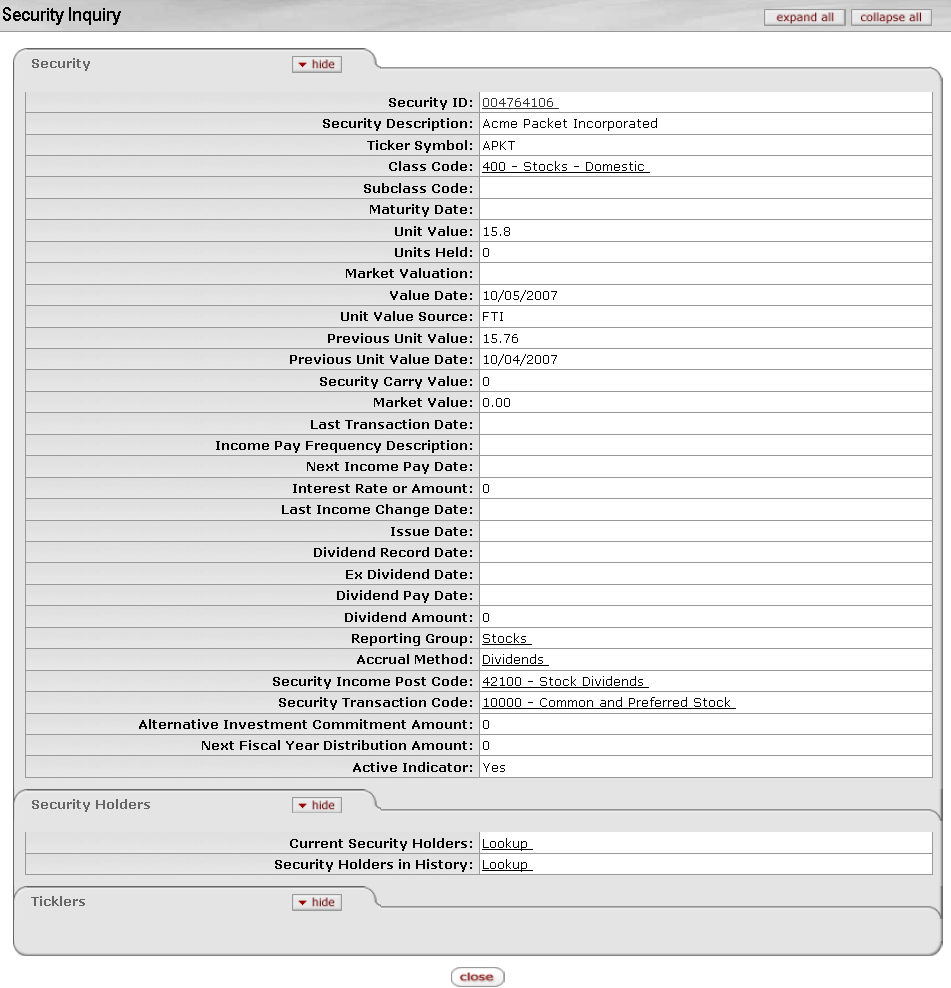 Security Inquiry
expand all collapse all
Security hide
Security ID: 004764106
Security Description: Acme Packet Incorporated
Ticker Symbol: APKT
Class Code: 400 - Stocks - Domestic
Subclass Code:
Maturity Date:
Unit Value: 15.8
Units Held: 0
Market Valuation:
Value Date: 10/05/2007
Unit Value Source: FTI
Previous Unit Value: 15.76
Previous Unit Value Date: 10/04/2007
Security Carry Value: 0
Market Value: 0.00
Last Transaction Date:
Income Pay Frequency Description:
Next Income Pay Date:
Interest Rate or Amount: 0
Last Income Change Date:
Issue Date:
Dividend Record Date:
Ex Dividend Date:
Dividend Pay Date:
Dividend Amount: 0
Reporting Group: Stocks
Accrual Method: Dividends
Security Income Post Code: 42100 - Stock Dividends
Security Transaction Code: 10000 - Common and Preferred Stock
Alternative Investment Commitment Amount: 0
Next Fiscal Year Distribution Amount: 0
Active Indicator: Yes
Security Holders hide
Current Security Holders: Lookup
Security Holders in History: Lookup
Ticklers hide
close